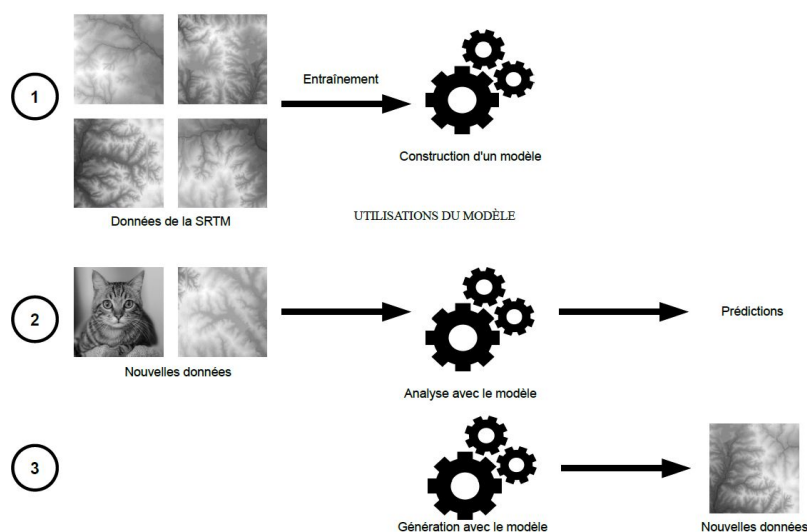 1
Entraînement
Construction d'un modèle
Données de la SRTM
UTILISATIONS DU MODÈLE
2
Nouvelles données
Analyse avec le modèle
Prédictions
3
Génération avec le modèle
Nouvelles données